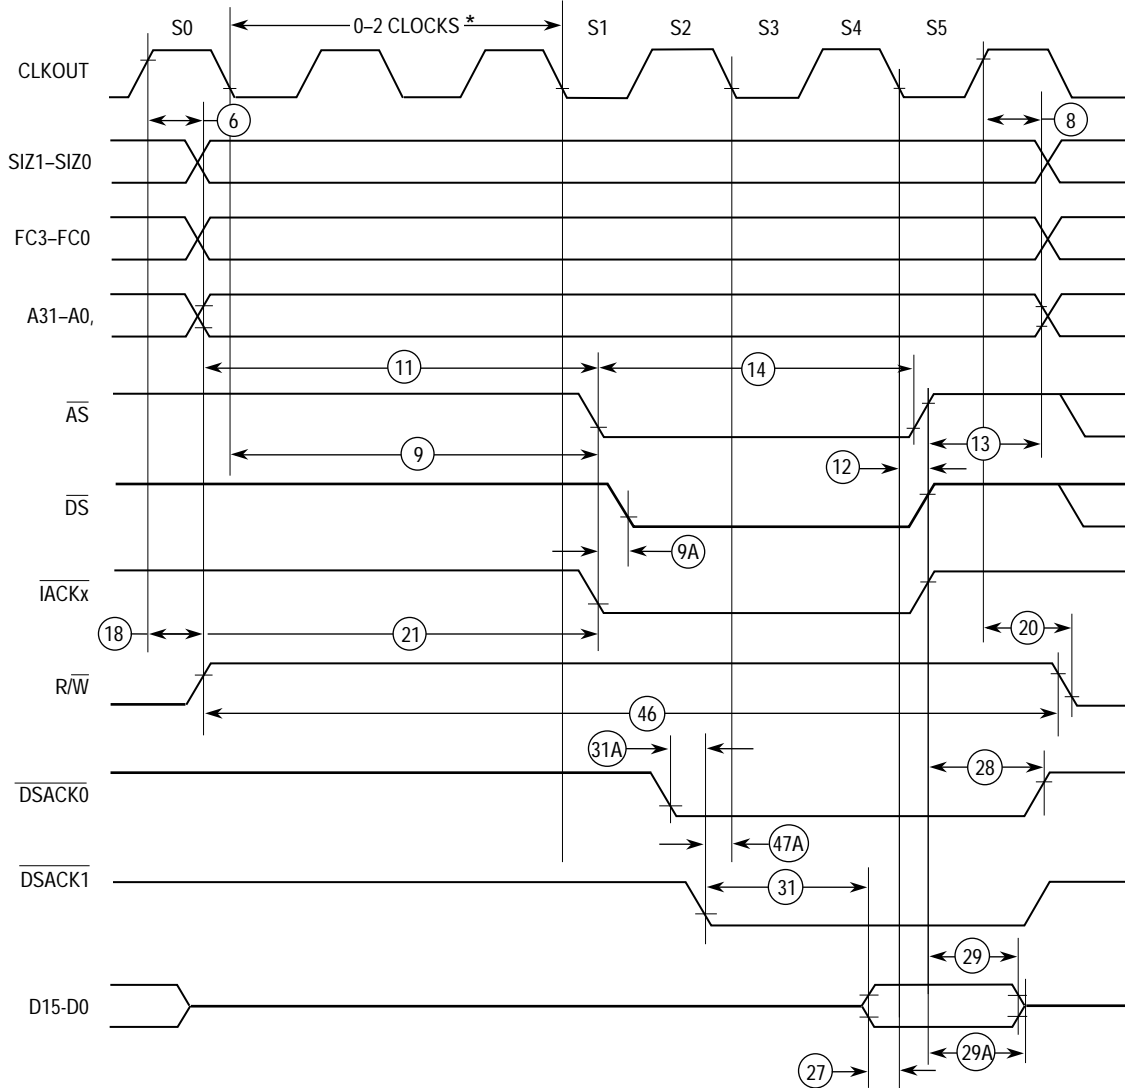 S0
0–2 CLOCKS *
S1
S2
S3
S4
S5
CLKOUT
6
8
SIZ1–SIZ0
FC3–FC0
A31–A0,
11
14
AS
9
12
13
DS
9A
IACKx
18
21
20
R/W
46
31A
28
DSACK0
47A
DSACK1
31
29
D15-D0
29A
27